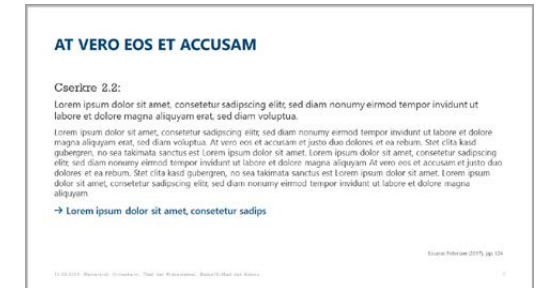 AT VERO EOS ET ACCUSAM
Cserkre 2.2:
Lorem ipsum dolor sit amet, consetetur sadipscing elitr, sed diam nonumy eirmod tempor invidunt ut
labore et dolore magna aliquyam erat, sed diam voluptua.
Lorem ipsum dolor sit amet, consetetur sadipscing elitr, sed diam nonumy eirmod tempor invidunt ut labore et dolore
magna aliquyam erat, sed diam voluptua. At vero eos et accusam et justo duo dolores et ea rebum. Stet clita kasd
gubergren, no sea takimata sanctus est Lorem ipsum dolor sit amet. Lorem ipsum dolor sit amet, consetetur sadipscing
elitr, sed diam nonumy eirmod tempor invidunt ut labore et dolore magna aliquyam At vero eos et accusam et justo duo
dolores et ea rebum. Stet clita kasd gubergren, no sea takimata sanctus est Lorem ipsum dolor sit amet. Lorem ipsum
dolor sit amet, consetetur sadipscing elitr, sed diam nonumy eirmod tempor invidunt ut labore et dolore magna
aliquyam
→ Lorem ipsum dolor sit amet, consetetur sadips
(2017), pp. 124